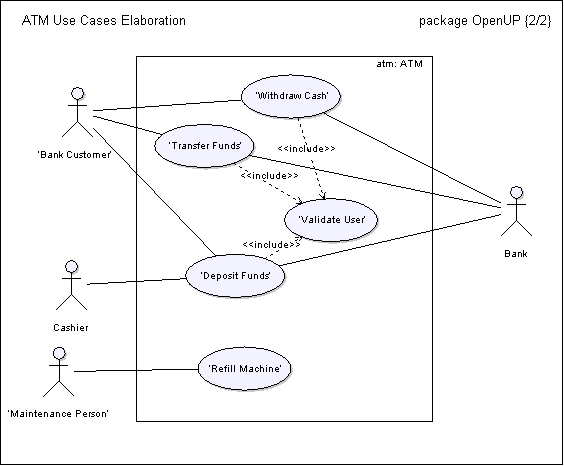 ATM Use Cases Elaboration
package OpenUP {2/2}
atm: ATM
'Withdraw Cash'
'Transfer Funds'
<<include>>
'Bank Customer'
<<include>>
'Validate User'
<<include>>
Bank
'Deposit Funds'
Cashier
'Refill Machine'
'Maintenance Person'